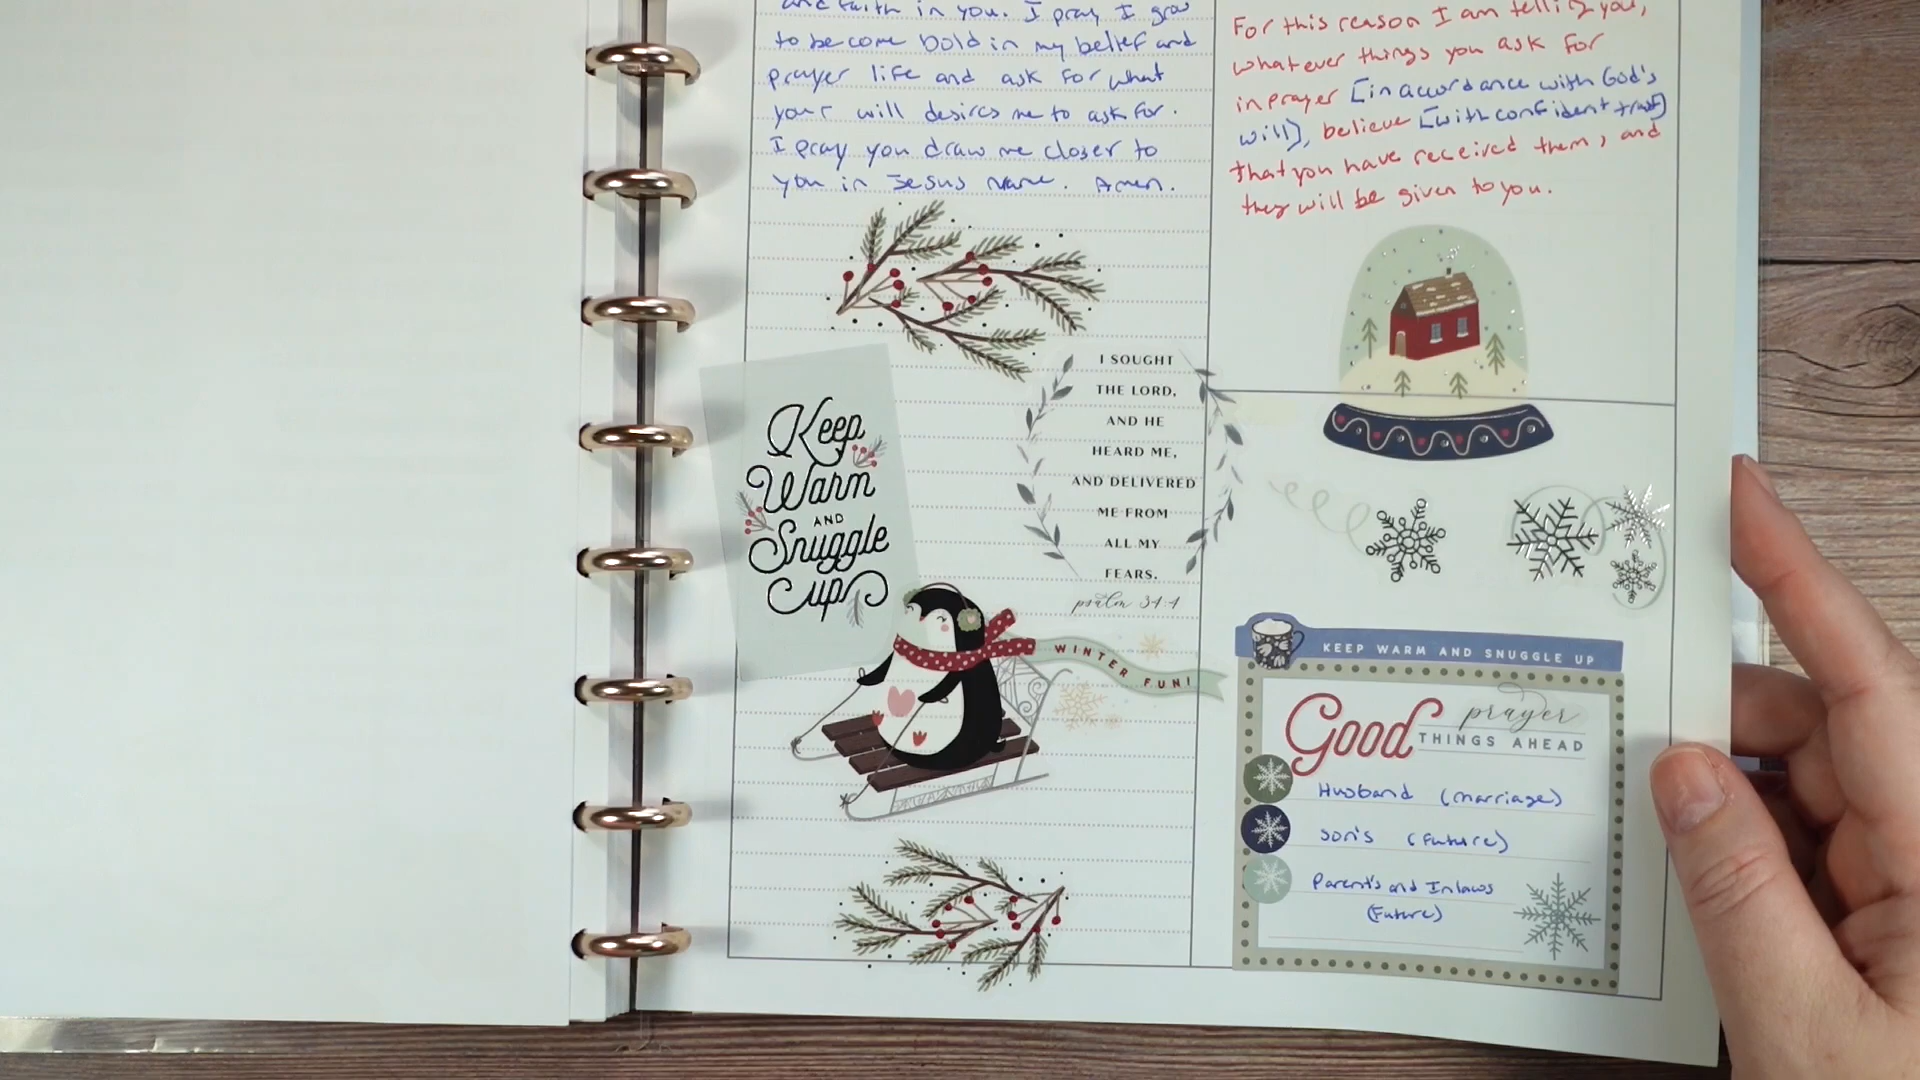 and faith in you. I pray I grow
to become bold in my belief and
prayer life and ask for what
your will desires me to ask for.
I pray you draw me closer to
you in Jesus name. Amen.
For this reason I am telling you,
whatever things you ask for
in prayer [in accordance with God's
will], believe [with confident trust]
that you have received them, and
they will be given to you.
Keep
Warm
AND
Snuggle
up
I SOUGHT
THE LORD,
AND HE
HEARD ME,
AND DELIVERED
ME FROM
ALL MY
FEARS.
psalm 34:4
WINTER FUN!
KEEP WARM AND SNUGGLE UP
Good prayer
THINGS AHEAD
Husband (marriage)
Son's (future)
Parent's and Inlaws
(Future)